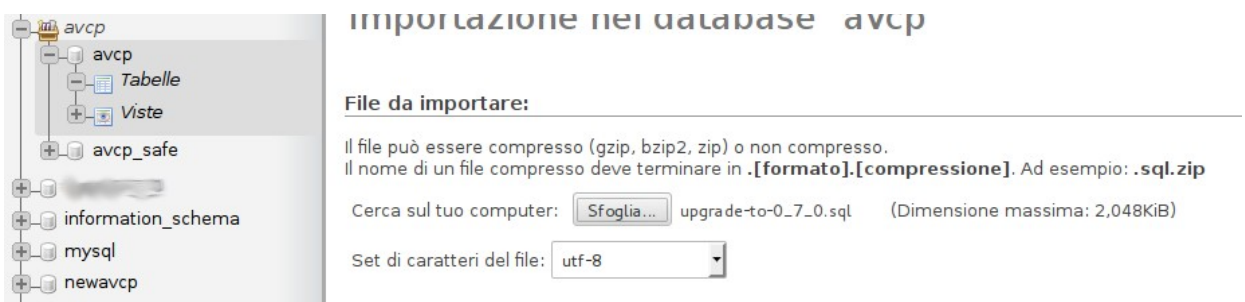 avcp
avcp
Tabelle
Viste
avcp_safe
information_schema
mysql
newavcp
Importazione nel database "avcp
File da importare:
Il file può essere compresso (gzip, bzip2, zip) o non compresso.
Il nome di un file compresso deve terminare in .[formato].[compressione]. Ad esempio: .sql.zip
Cerca sul tuo computer: Sfoglia... upgrade-to-0_7_0.sql (Dimensione massima: 2,048KiB)
Set di caratteri del file: utf-8